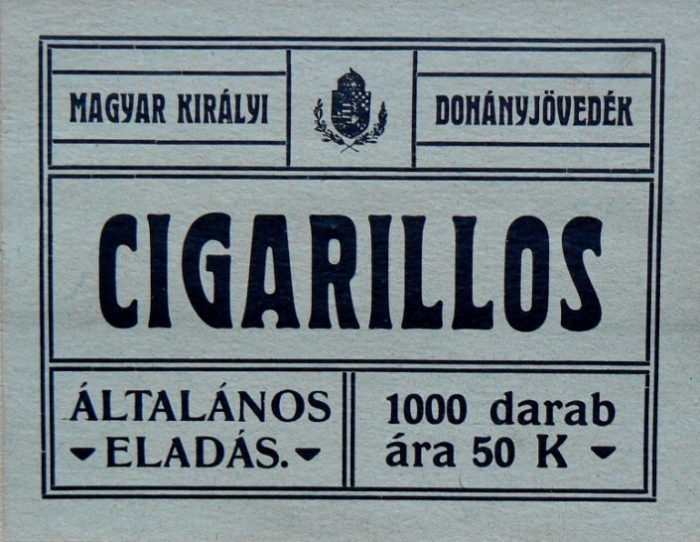 MAGYAR KIRÁLYI
DOHÁNYJÖVEDÉK
CIGARILLOS
ÁLTALÁNOS
ELADÁS.
1000 darab
ára 50 K